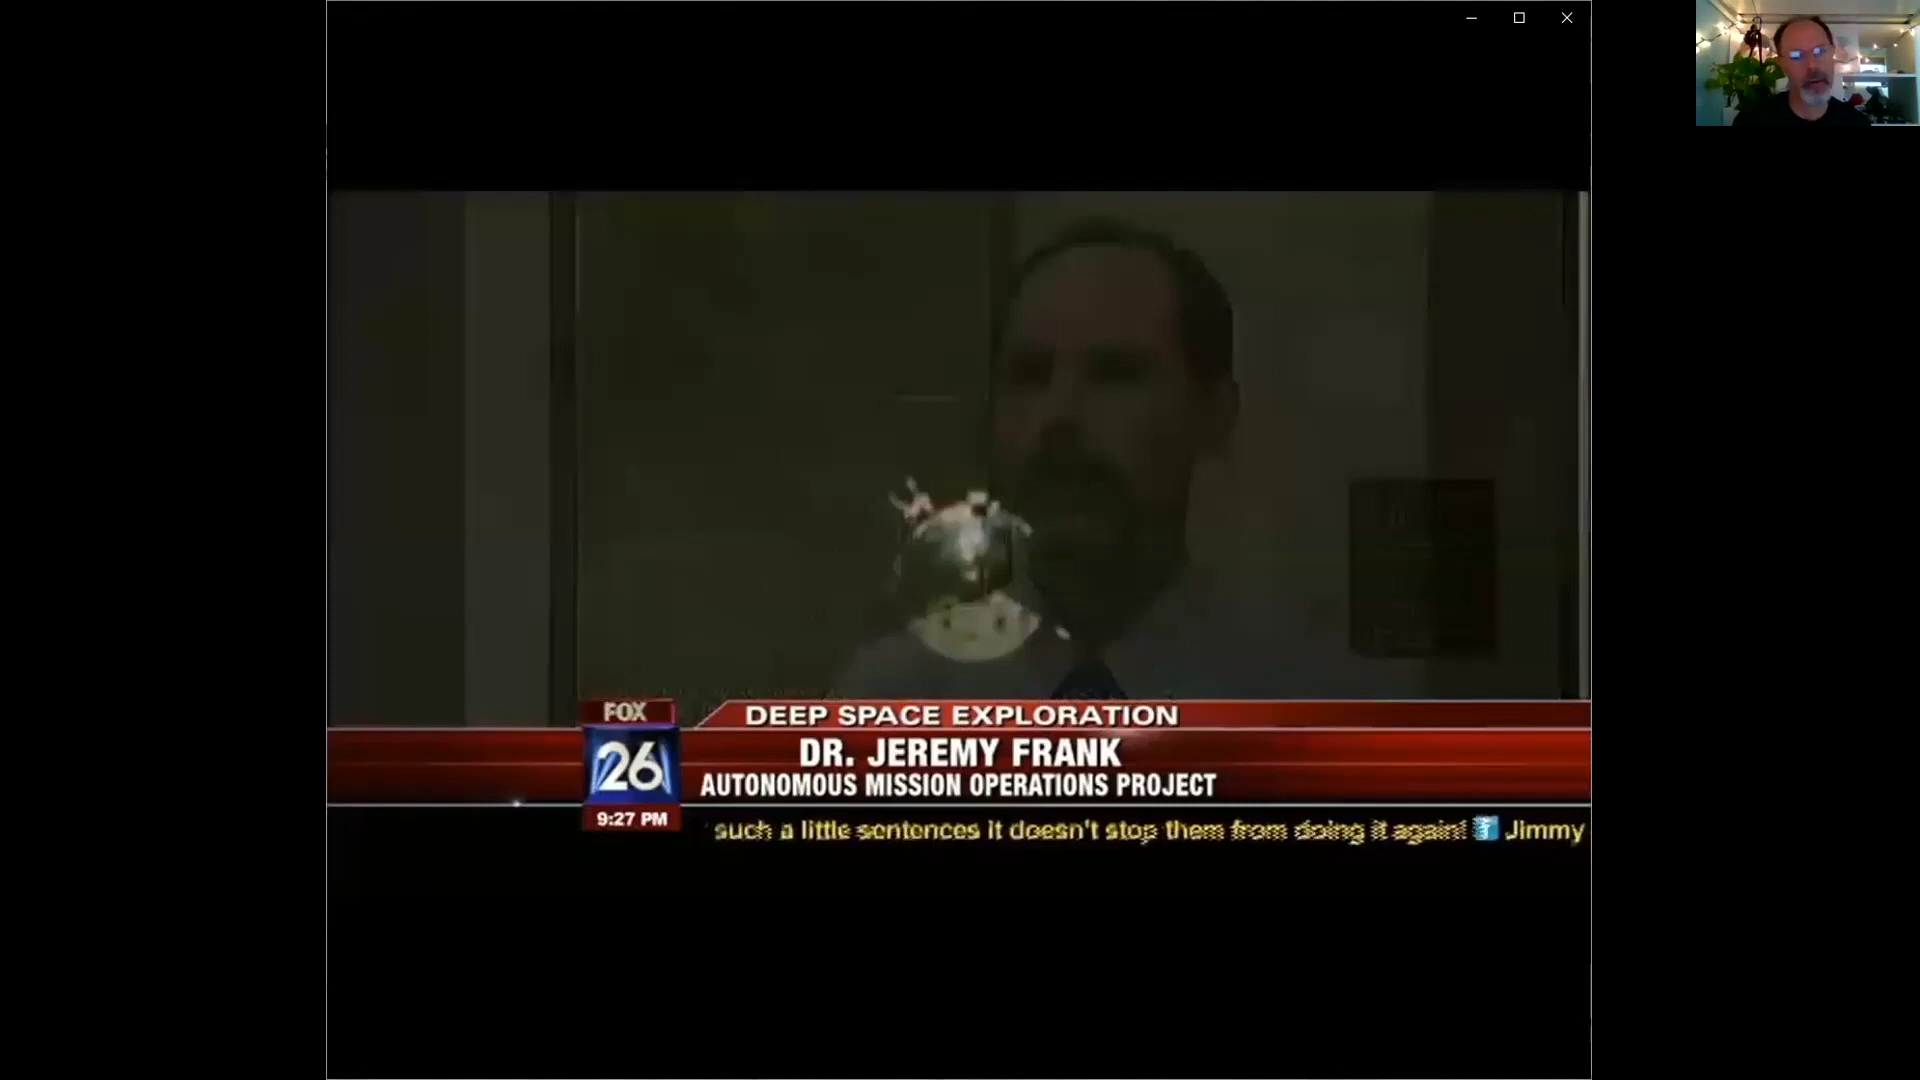 FOX
DEEP SPACE EXPLORATION
26
DR. JEREMY FRANK
AUTONOMOUS MISSION OPERATIONS PROJECT
9:27 PM
such a little sentences it doesn't stop them from doing it again! Jimmy